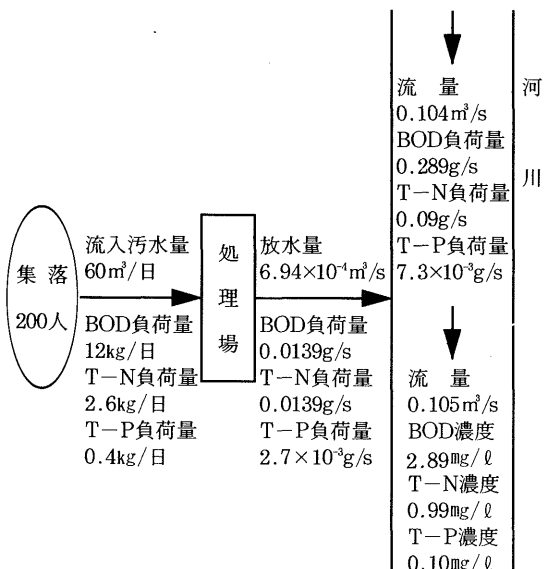 集落
200人
流入汚水量
60㎥/日
BOD負荷量
12kg/日
T−N負荷量
2.6kg/日
T−P負荷量
0.4kg/日
処理場
放水量
6.94×10⁻⁴㎥/s
BOD負荷量
0.0139g/s
T−N負荷量
0.0139g/s
T−P負荷量
2.7×10⁻³g/s
河川
流量
0.104㎥/s
BOD負荷量
0.289g/s
T−N負荷量
0.09g/s
T−P負荷量
7.3×10⁻³g/s
流量
0.105㎥/s
BOD濃度
2.89㎎/ℓ
T−N濃度
0.99㎎/ℓ
T−P濃度
0.10㎎/ℓ